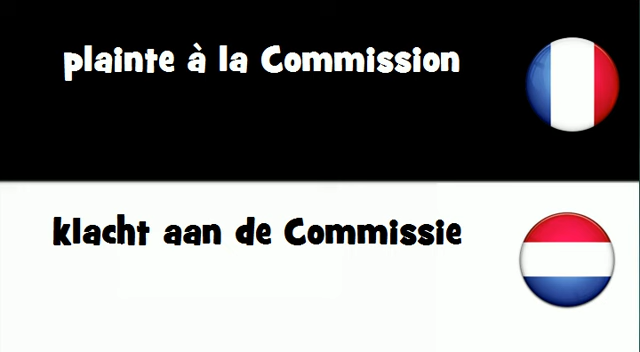 plainte à la Commission
klacht aan de Commissie